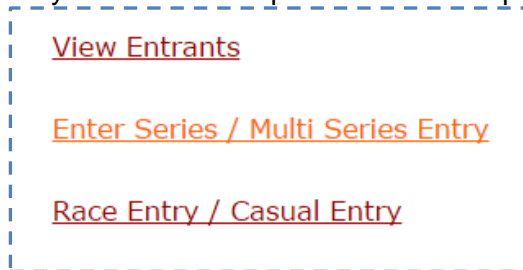 View Entrants
Enter Series / Multi Series Entry
Race Entry / Casual Entry